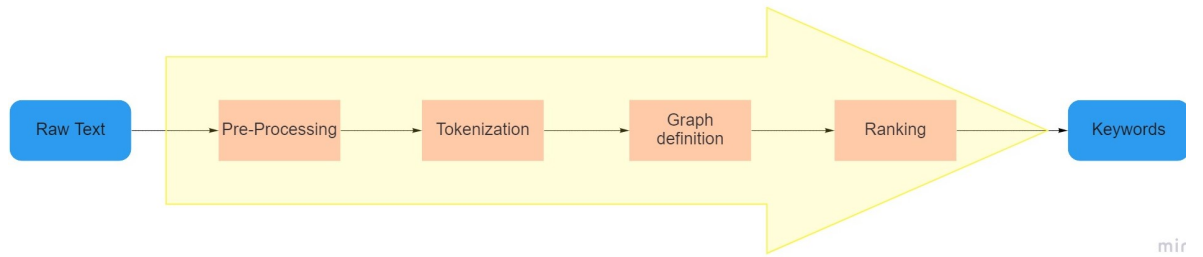 Raw Text
Pre-Processing
Tokenization
Graph
definition
Ranking
Keywords